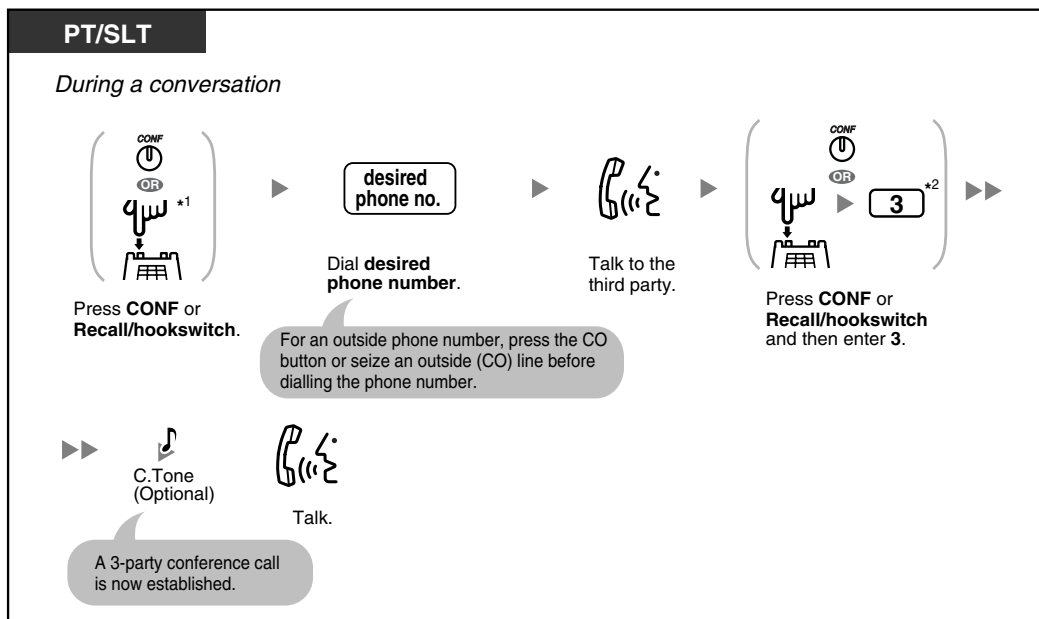 PT/SLT
During a conversation
CONF
OR
*1
Press CONF or
Recall/hookswitch.
desired
phone no.
Dial desired
phone number.
For an outside phone number, press the CO
button or seize an outside (CO) line before
dialling the phone number.
Talk to the
third party.
CONF
OR
3
*2
Press CONF or
Recall/hookswitch
and then enter 3.
C.Tone
(Optional)
A 3-party conference call
is now established.
Talk.